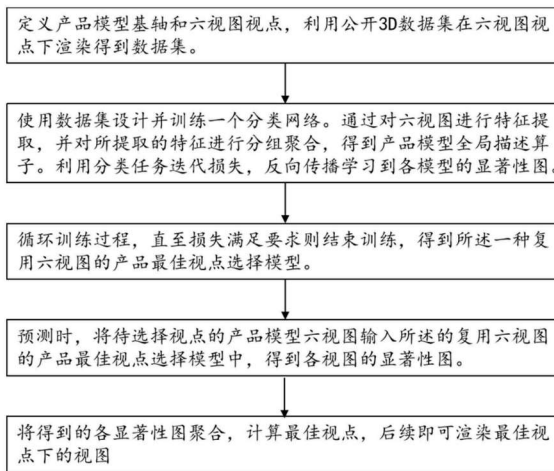 定义产品模型基轴和六视图视点，利用公开3D数据集在六视图视
点下渲染得到数据集。
使用数据集设计并训练一个分类网络。通过对六视图进行特征提
取，并对所提取的特征进行分组聚合，得到产品模型全局描述算
子。利用分类任务迭代损失，反向传播学习到各模型的显著性图。
循环训练过程，直至损失满足要求则结束训练，得到所述一种复
用六视图的产品最佳视点选择模型。
预测时，将待选择视点的产品模型六视图输入所述的复用六视图
的产品最佳视点选择模型中，得到各视图的显著性图。
将得到的各显著性图聚合，计算最佳视点，后续即可渲染最佳视
点下的视图